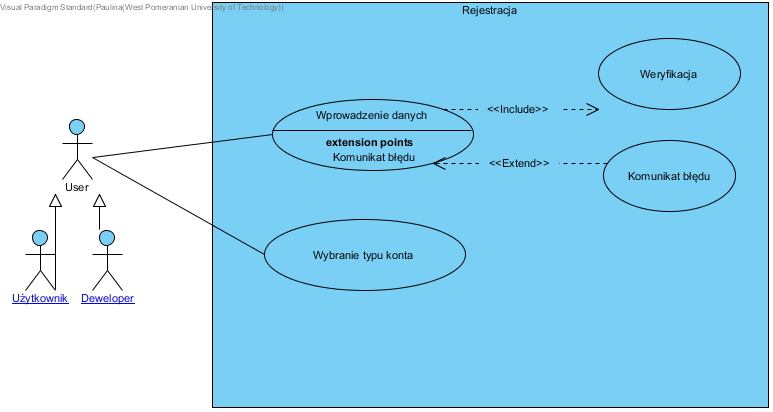 Visual Paradigm Standard(Paulina(West Pomeranian University of Technology))
Rejestracja
Weryfikacja
Wprowadzenie danych
<<Include>>
extension points
Komunikat błędu
<<Extend>>
Komunikat błędu
User
Wybranie typu konta
Użytkownik
Deweloper